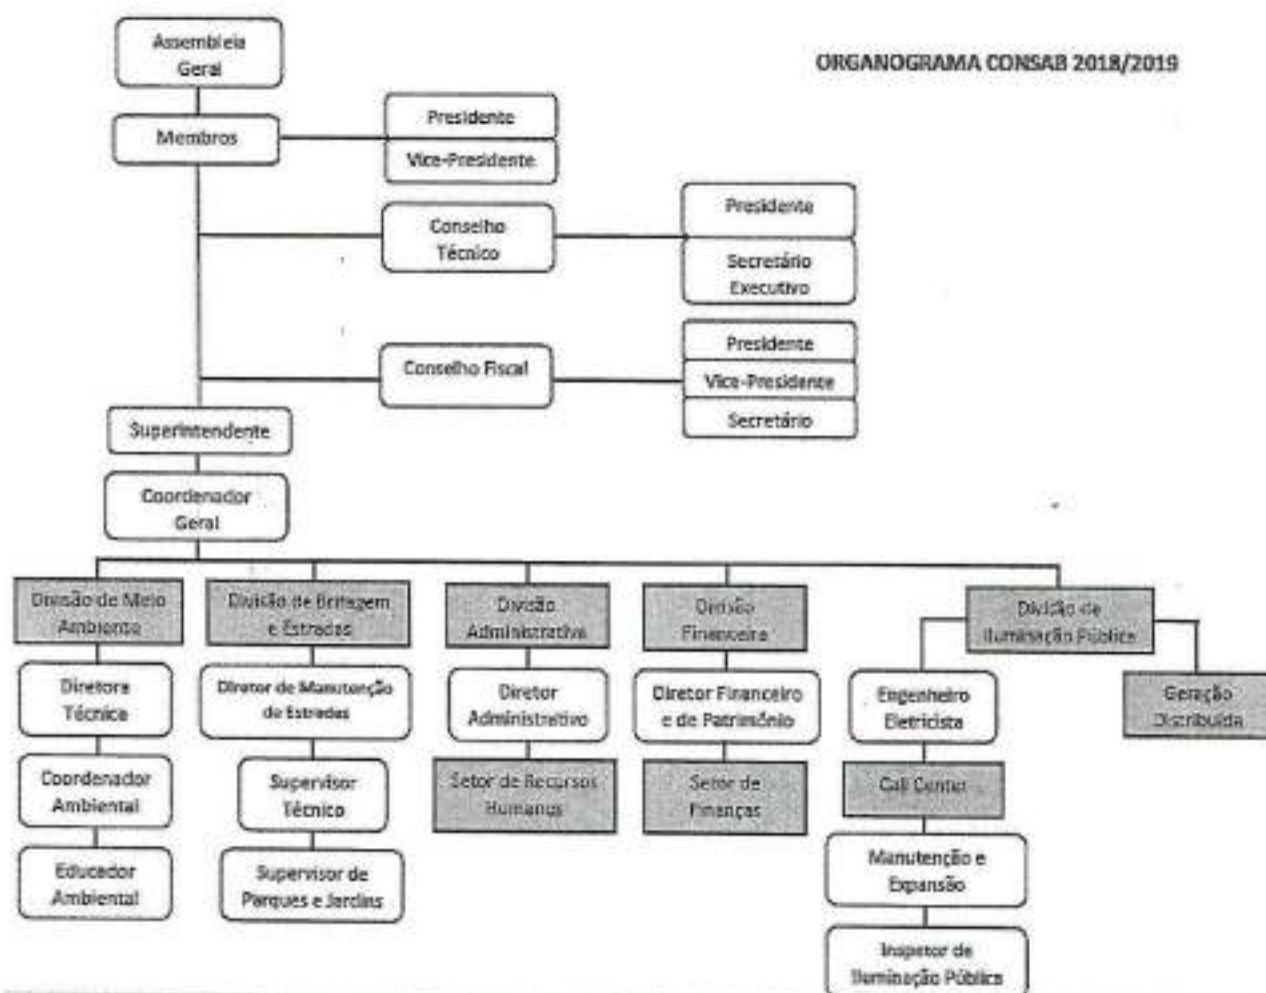 ORGANOGRAMA CONSAB 2018/2019
Assembleia
Geral
Membros
Presidente
Vice-Presidente
Conselho
Técnico
Presidente
Secretário
Executivo
Conselho Fiscal
Presidente
Vice-Presidente
Secretário
Superintendente
Coordenador
Geral
Divisão de Meio
Ambiente
Divisão de Britagem
e Estradas
Divisão
Administrativa
Divisão
Financeira
Divisão de
Iluminação Pública
Diretora
Técnica
Diretor de Manutenção
de Estradas
Diretor
Administrativo
Diretor Financeiro
e de Patrimônio
Engenheiro
Eletricista
Geração
Distribuída
Coordenador
Ambiental
Supervisor
Técnico
Setor de Recursos
Humanos
Setor de
Finanças
Call Center
Educador
Ambiental
Supervisor de
Parques e Jardins
Manutenção e
Expansão
Inspetor de
Iluminação Pública